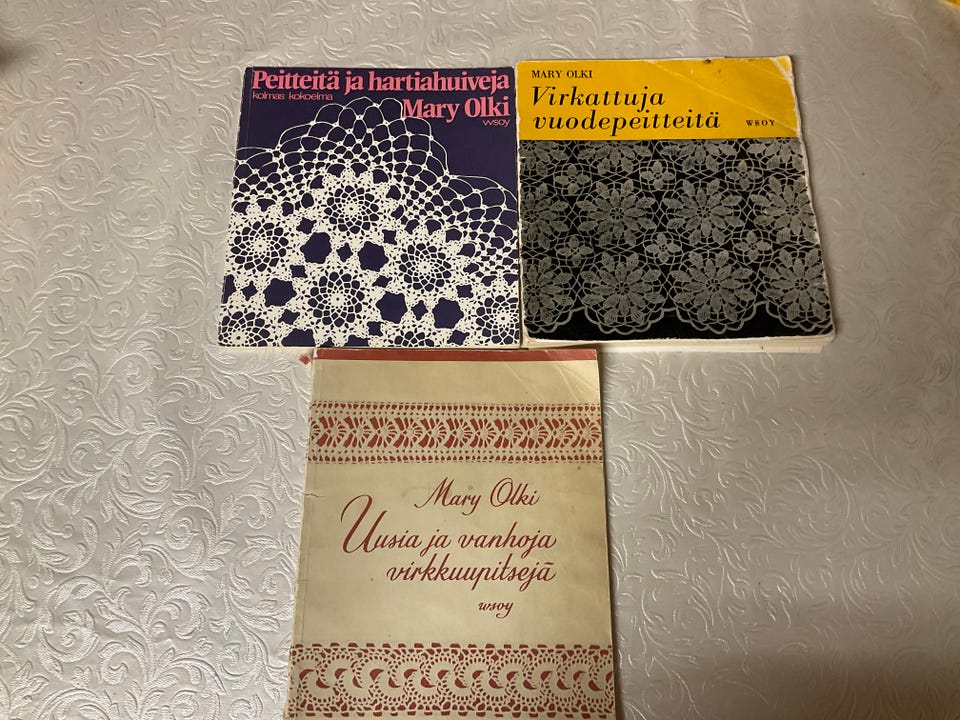 Peitteitä ja hartiahuiveja
kolmas kokoelma
Mary Olki
wsoy
MARY OLKI
Virkattuja
vuodepeitteitä
WSOY
Mary Olki
Uusia ja vanhoja
virkkuupitsejä
wsoy